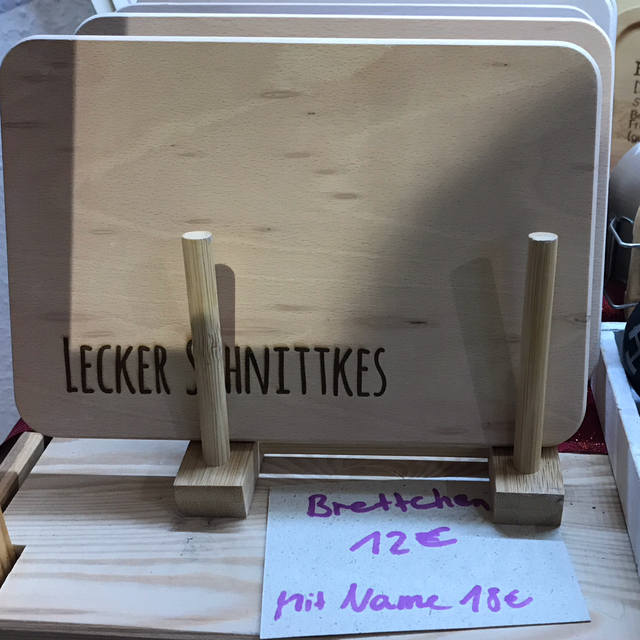 LECKER SCHNITTKES
Brettchen
12€
Mit Name 18€